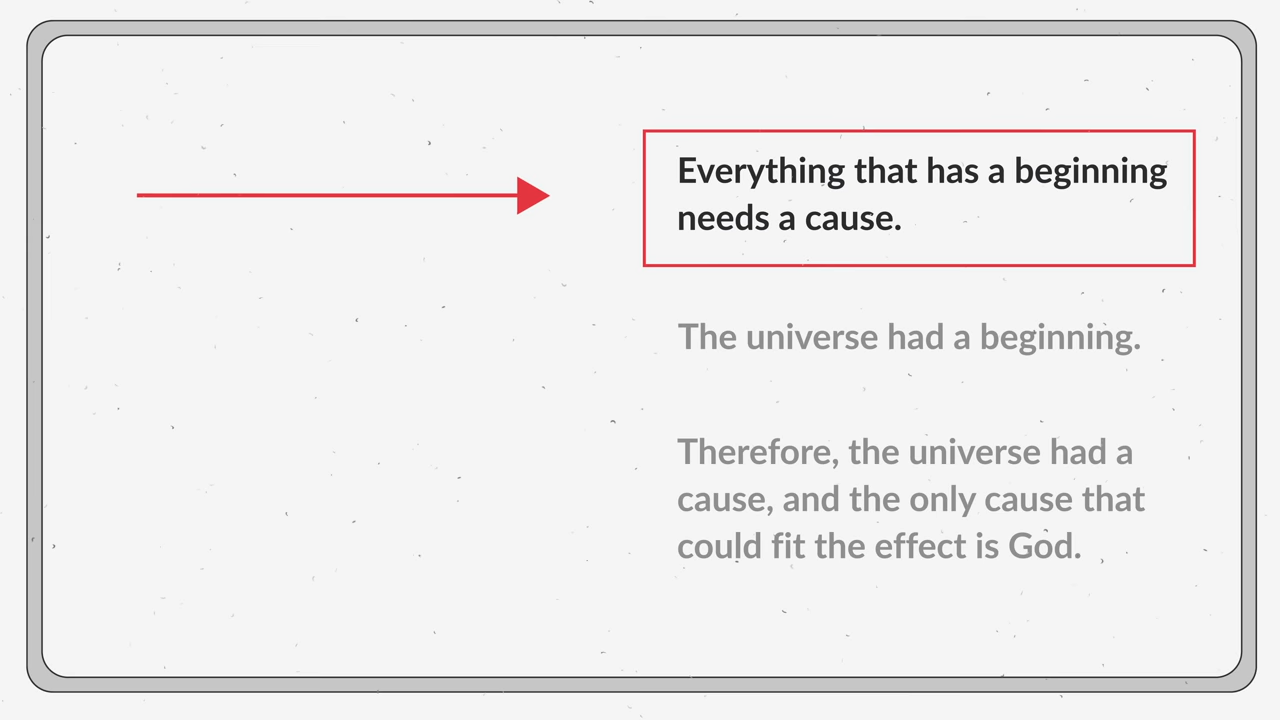 Everything that has a beginning
needs a cause.
The universe had a beginning.
Therefore, the universe had a
cause, and the only cause that
could fit the effect is God.